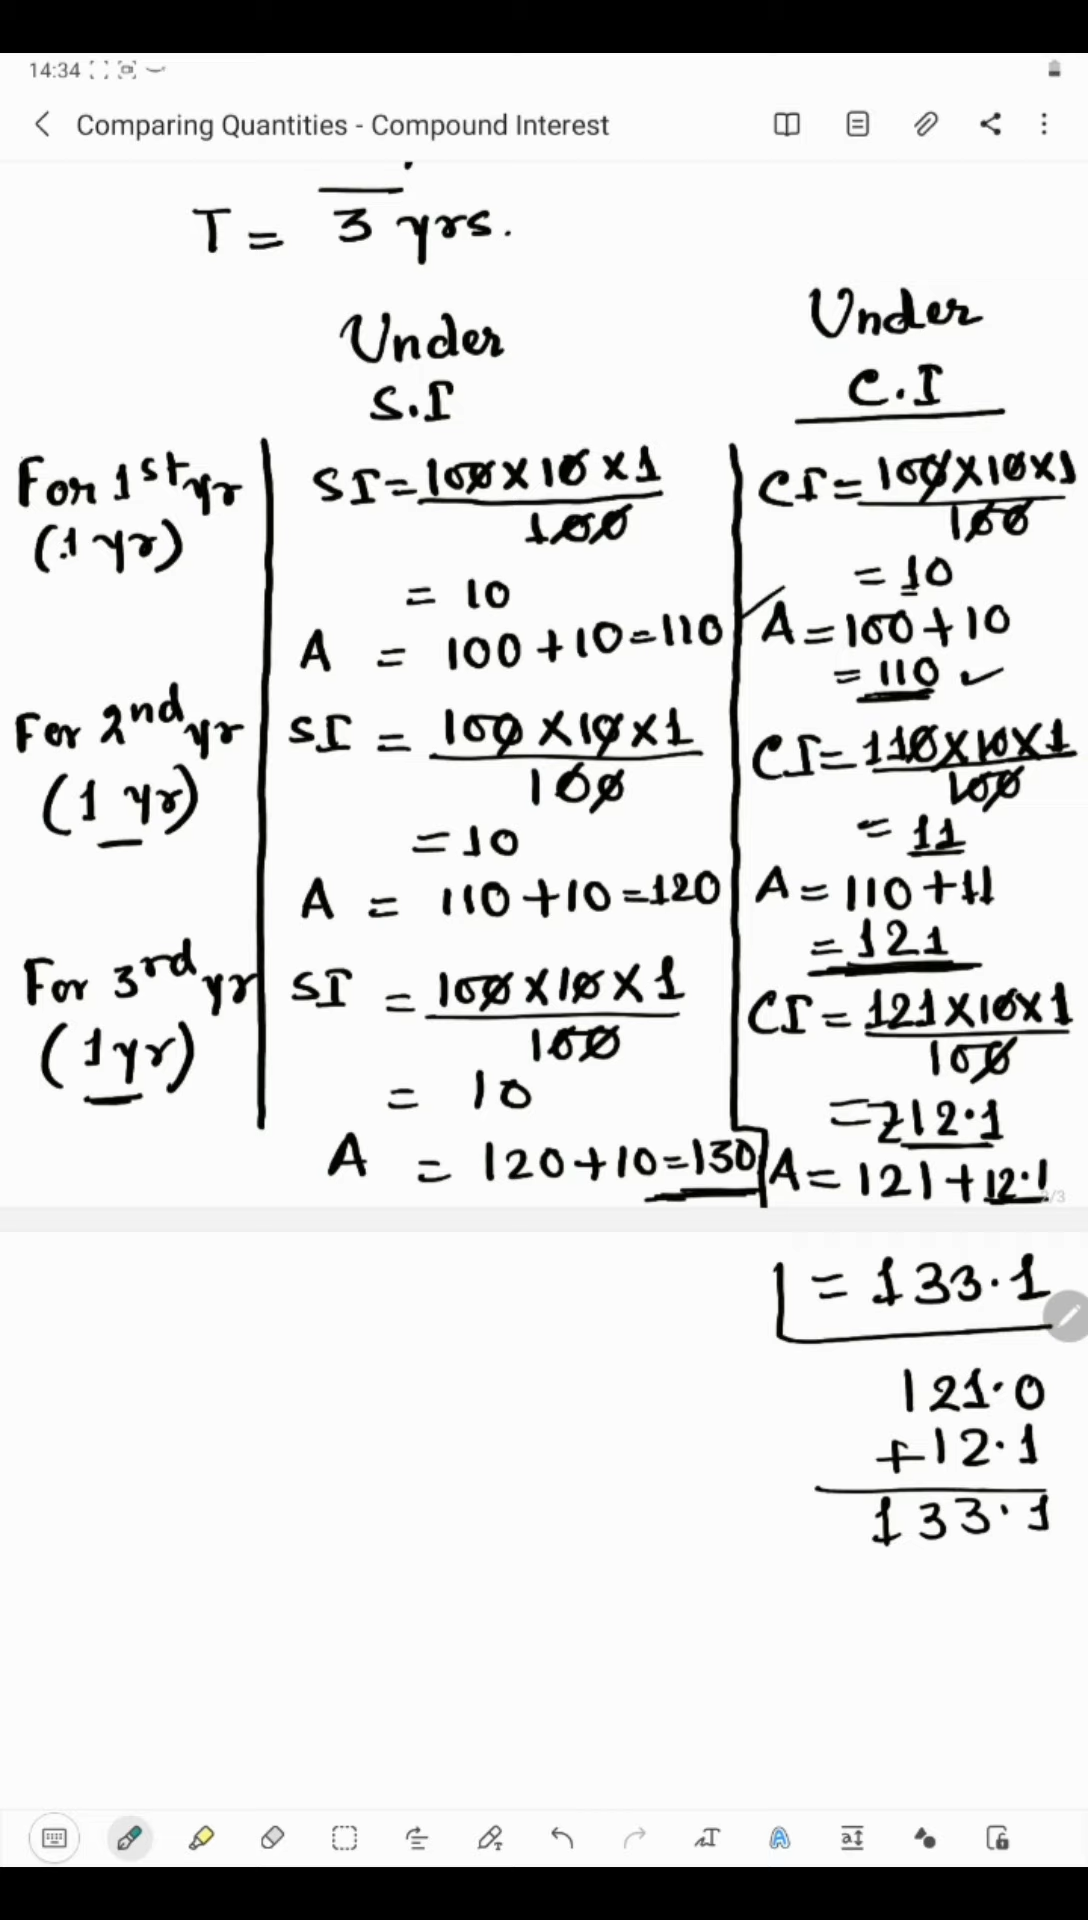 14:34
Comparing Quantities - Compound Interest
T = 3 yrs.
Under
S.I
Under
C.I
For 1st yr
(1 yr)
SI = 100 × 10 × 1
100
= 10
A = 100 + 10 = 110
CI = 100 × 10 × 1
100
= 10
A = 100 + 10
= 110 ✓
For 2nd yr
(1 yr)
SI = 100 × 10 × 1
100
= 10
A = 110 + 10 = 120
CI = 110 × 10 × 1
100
= 11
A = 110 + 11
= 121
For 3rd yr
(1 yr)
SI = 100 × 10 × 1
100
= 10
A = 120 + 10 = 130
CI = 121 × 10 × 1
100
= 12.1
A = 121 + 12.1
/3
= 133.1
121.0
+12.1
133.1